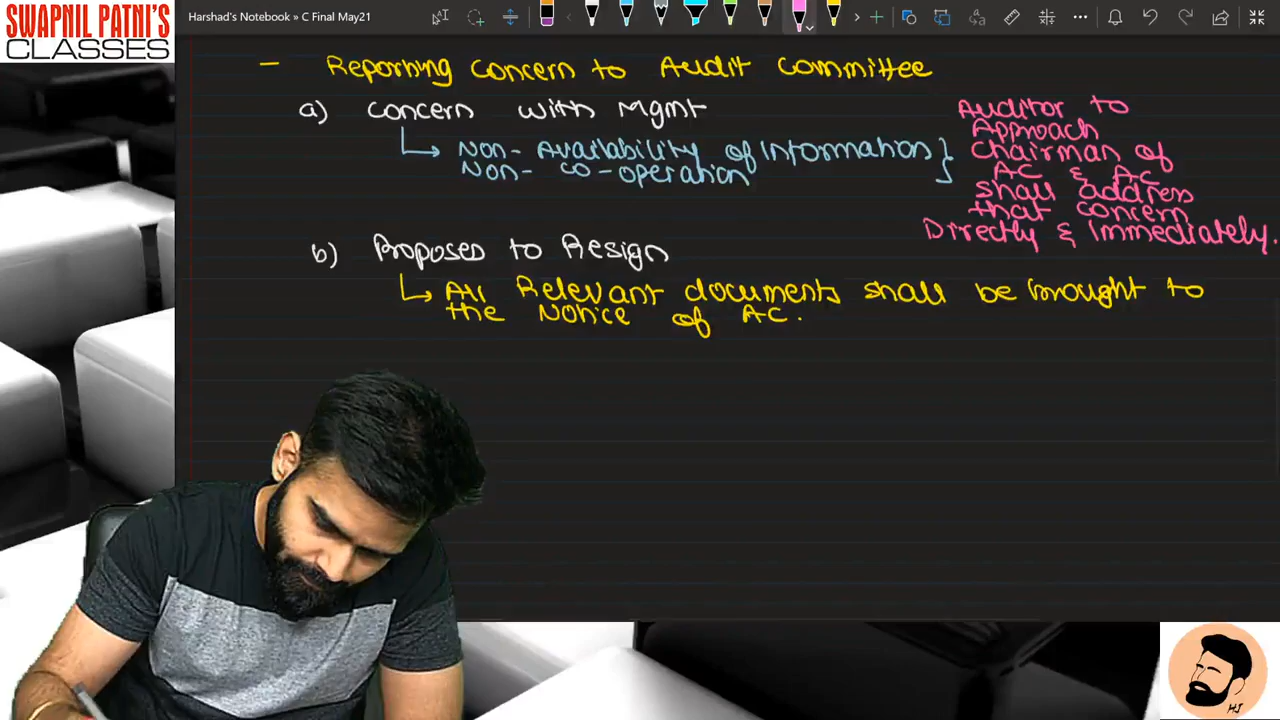 SWAPNIL PATNI'S
CLASSES
Harshad's Notebook » C Final May21
- Reporting Concern to Audit Committee
a) Concern with Mgmt
Non-Availability of Information
Non-co-operation
Auditor to
Approach
Chairman of
AC & AC
shall address
that concern
Directly & Immediately.
b) Proposes to Resign
All Relevant documents shall be brought to
the Notice of AC.
HJ